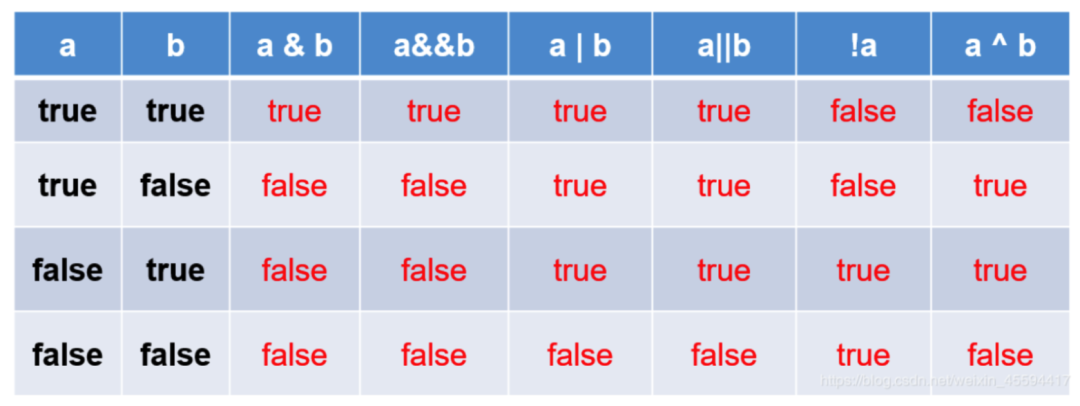 a b a & b a&&b a | b a||b !a a ^ b
true true true true true true false false
true false false false true true false true
false true false false true true true true
false false false false false false true false
https://blog.csdn.net/weixin_45594417